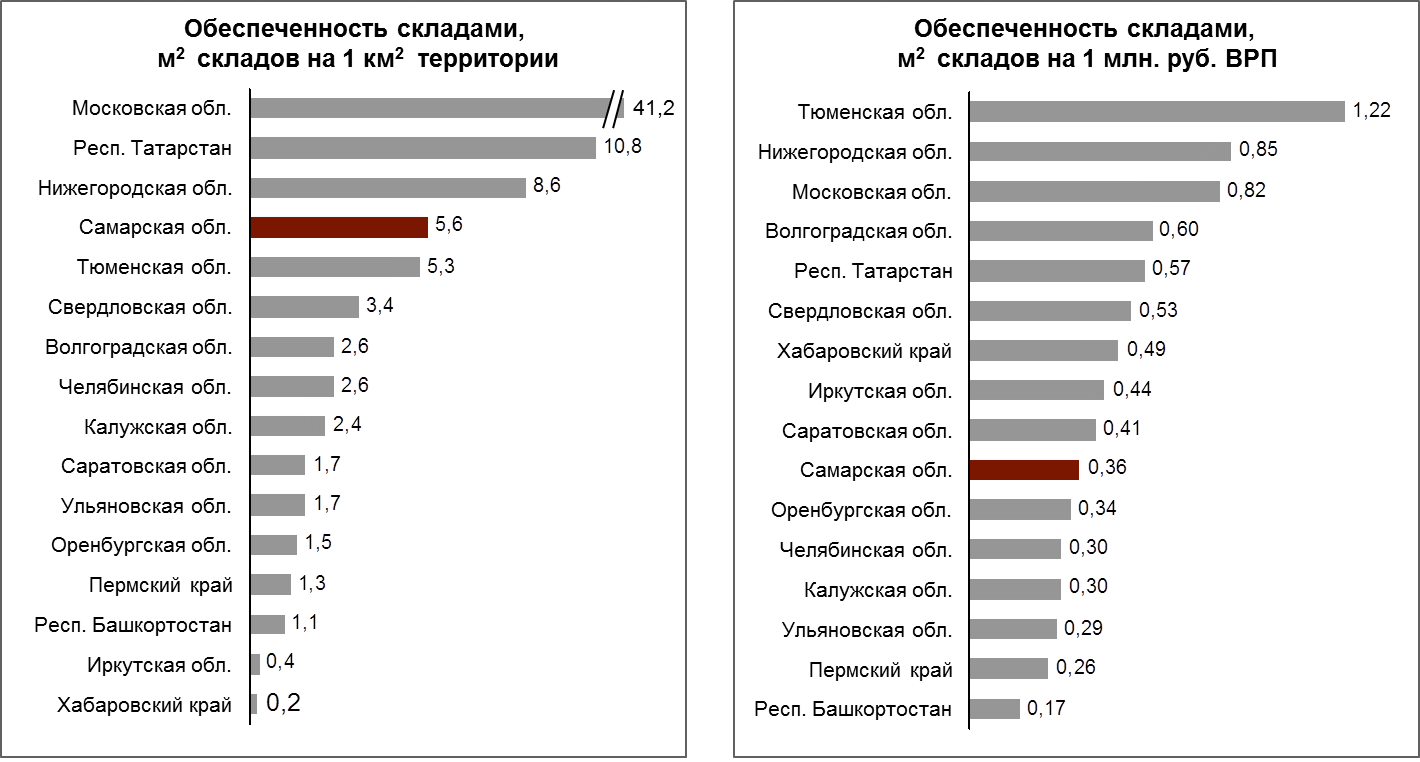 Обеспеченность складами,
м² складов на 1 км² территории
Московская обл. 41,2
Респ. Татарстан 10,8
Нижегородская обл. 8,6
Самарская обл. 5,6
Тюменская обл. 5,3
Свердловская обл. 3,4
Волгоградская обл. 2,6
Челябинская обл. 2,6
Калужская обл. 2,4
Саратовская обл. 1,7
Ульяновская обл. 1,7
Оренбургская обл. 1,5
Пермский край 1,3
Респ. Башкортостан 1,1
Иркутская обл. 0,4
Хабаровский край 0,2
Обеспеченность складами,
м² складов на 1 млн. руб. ВРП
Тюменская обл. 1,22
Нижегородская обл. 0,85
Московская обл. 0,82
Волгоградская обл. 0,60
Респ. Татарстан 0,57
Свердловская обл. 0,53
Хабаровский край 0,49
Иркутская обл. 0,44
Саратовская обл. 0,41
Самарская обл. 0,36
Оренбургская обл. 0,34
Челябинская обл. 0,30
Калужская обл. 0,30
Ульяновская обл. 0,29
Пермский край 0,26
Респ. Башкортостан 0,17